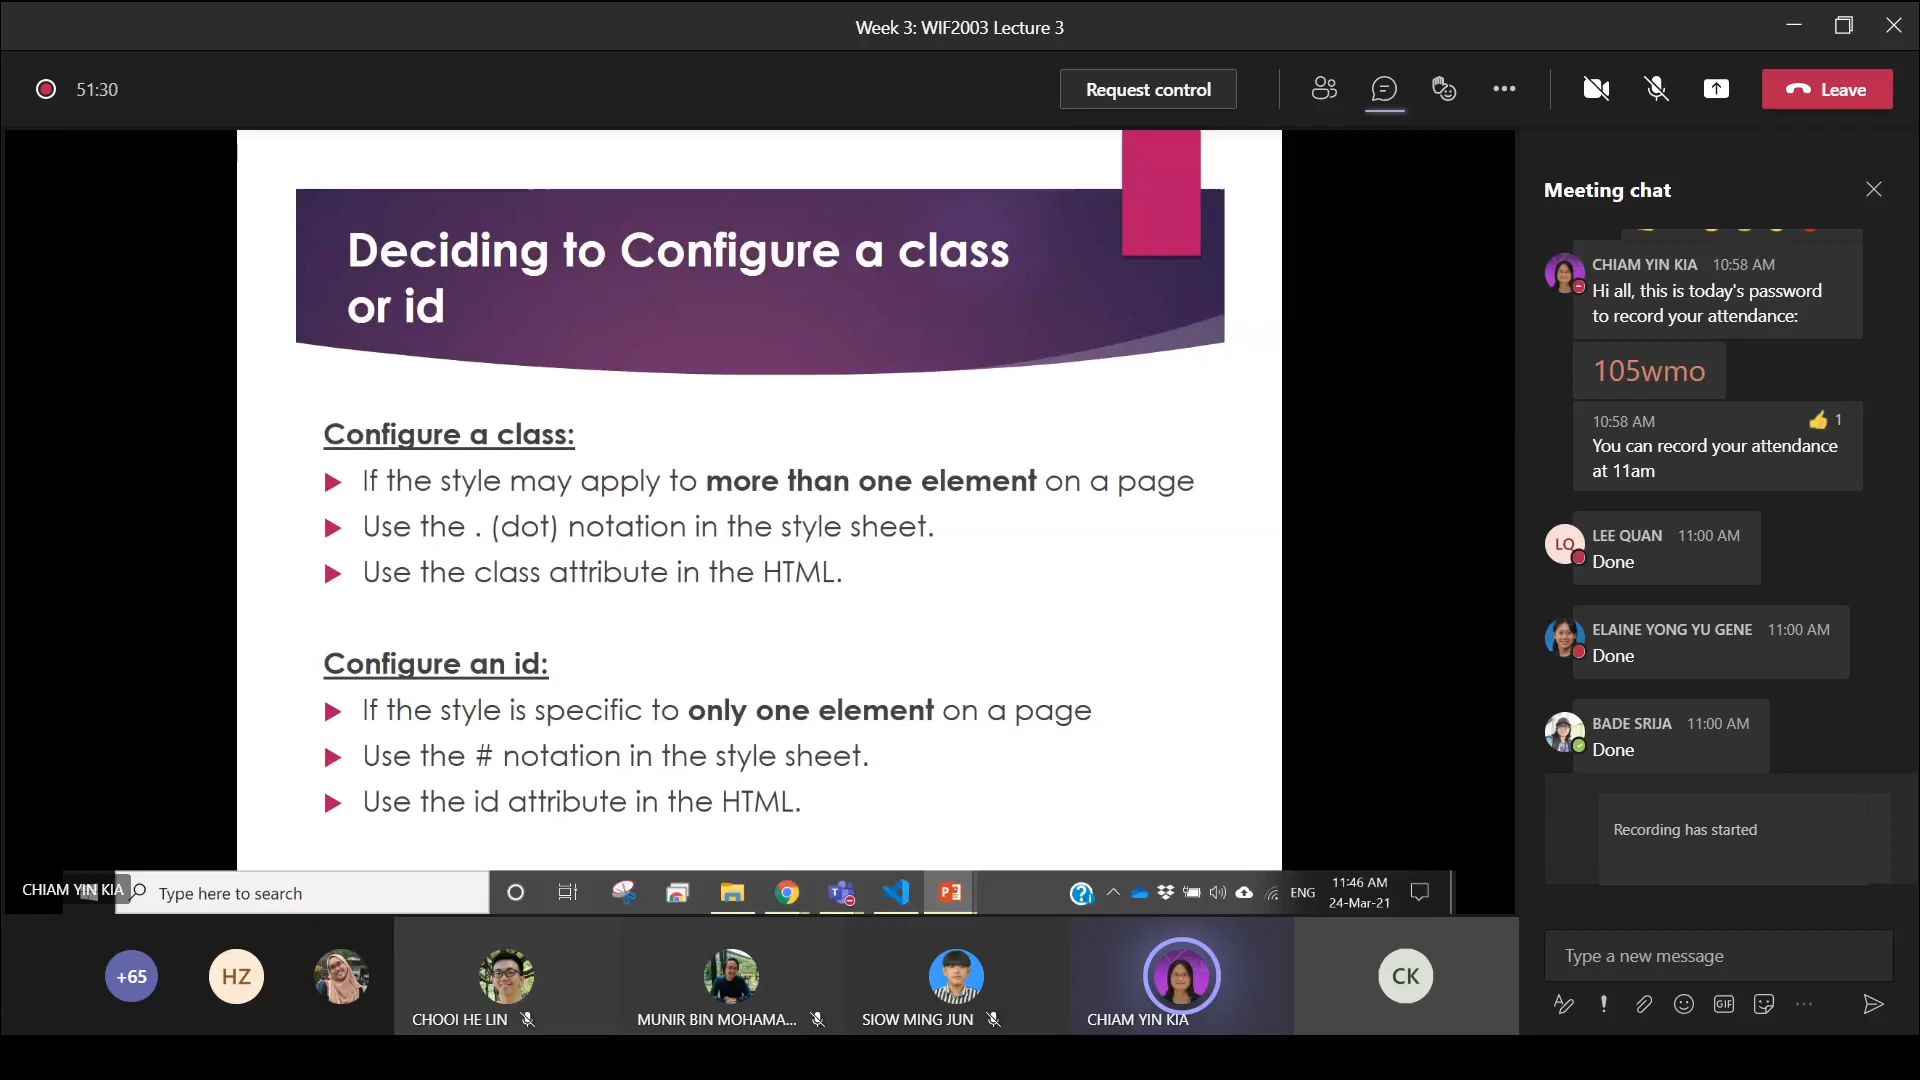 Week 3: WIF2003 Lecture 3
51:30
Request control
Leave
Deciding to Configure a class
or id
Configure a class:
If the style may apply to more than one element on a page
Use the . (dot) notation in the style sheet.
Use the class attribute in the HTML.
Configure an id:
If the style is specific to only one element on a page
Use the # notation in the style sheet.
Use the id attribute in the HTML.
CHIAM YIN KIA
Type here to search
ENG
11:46 AM
24-Mar-21
+65
HZ
CHOOI HE LIN
MUNIR BIN MOHAMA...
SIOW MING JUN
CHIAM YIN KIA
CK
Meeting chat
CHIAM YIN KIA 10:58 AM
Hi all, this is today's password
to record your attendance:
105wmo
10:58 AM 1
You can record your attendance
at 11am
LQ
LEE QUAN 11:00 AM
Done
ELAINE YONG YU GENE 11:00 AM
Done
BADE SRIJA 11:00 AM
Done
Recording has started
Type a new message
GIF